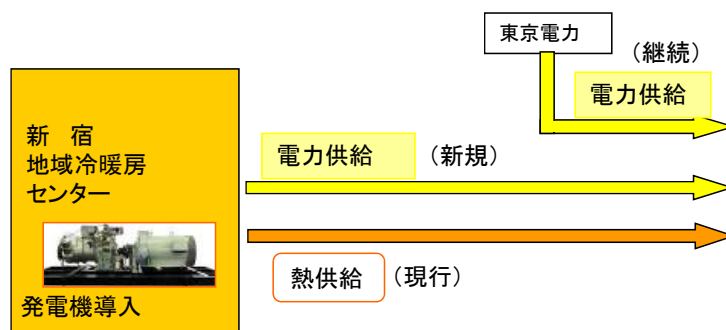 東京電力
(継続)
電力供給
新 宿
地域冷暖房
センター
電力供給 (新規)
熱供給 (現行)
発電機導入